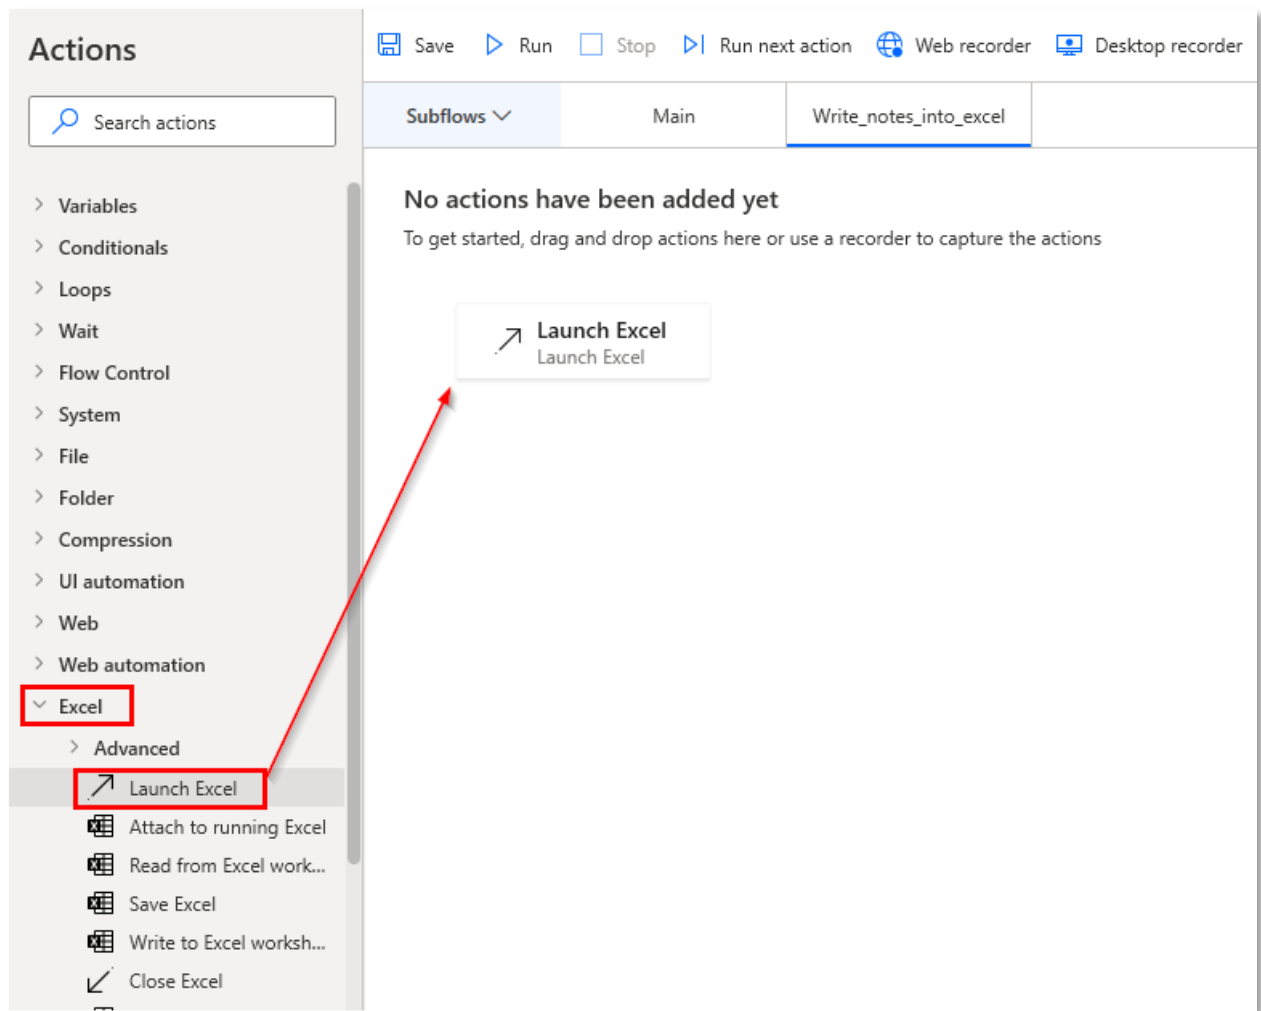 Actions
Search actions
Variables
Conditionals
Loops
Wait
Flow Control
System
File
Folder
Compression
UI automation
Web
Web automation
Excel
Advanced
Launch Excel
Attach to running Excel
Read from Excel work...
Save Excel
Write to Excel worksh...
Close Excel
Save Run Stop Run next action Web recorder Desktop recorder
Subflows Main Write_notes_into_excel
No actions have been added yet
To get started, drag and drop actions here or use a recorder to capture the actions
Launch Excel
Launch Excel